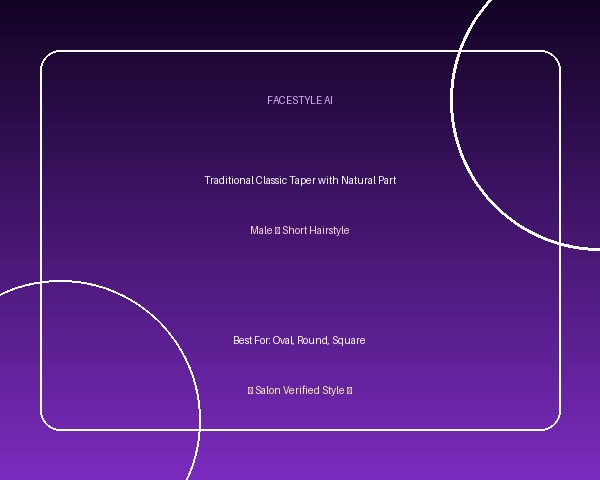 FACESTYLE AI
Traditional Classic Taper with Natural Part
Male Short Hairstyle
Best For: Oval, Round, Square
Salon Verified Style